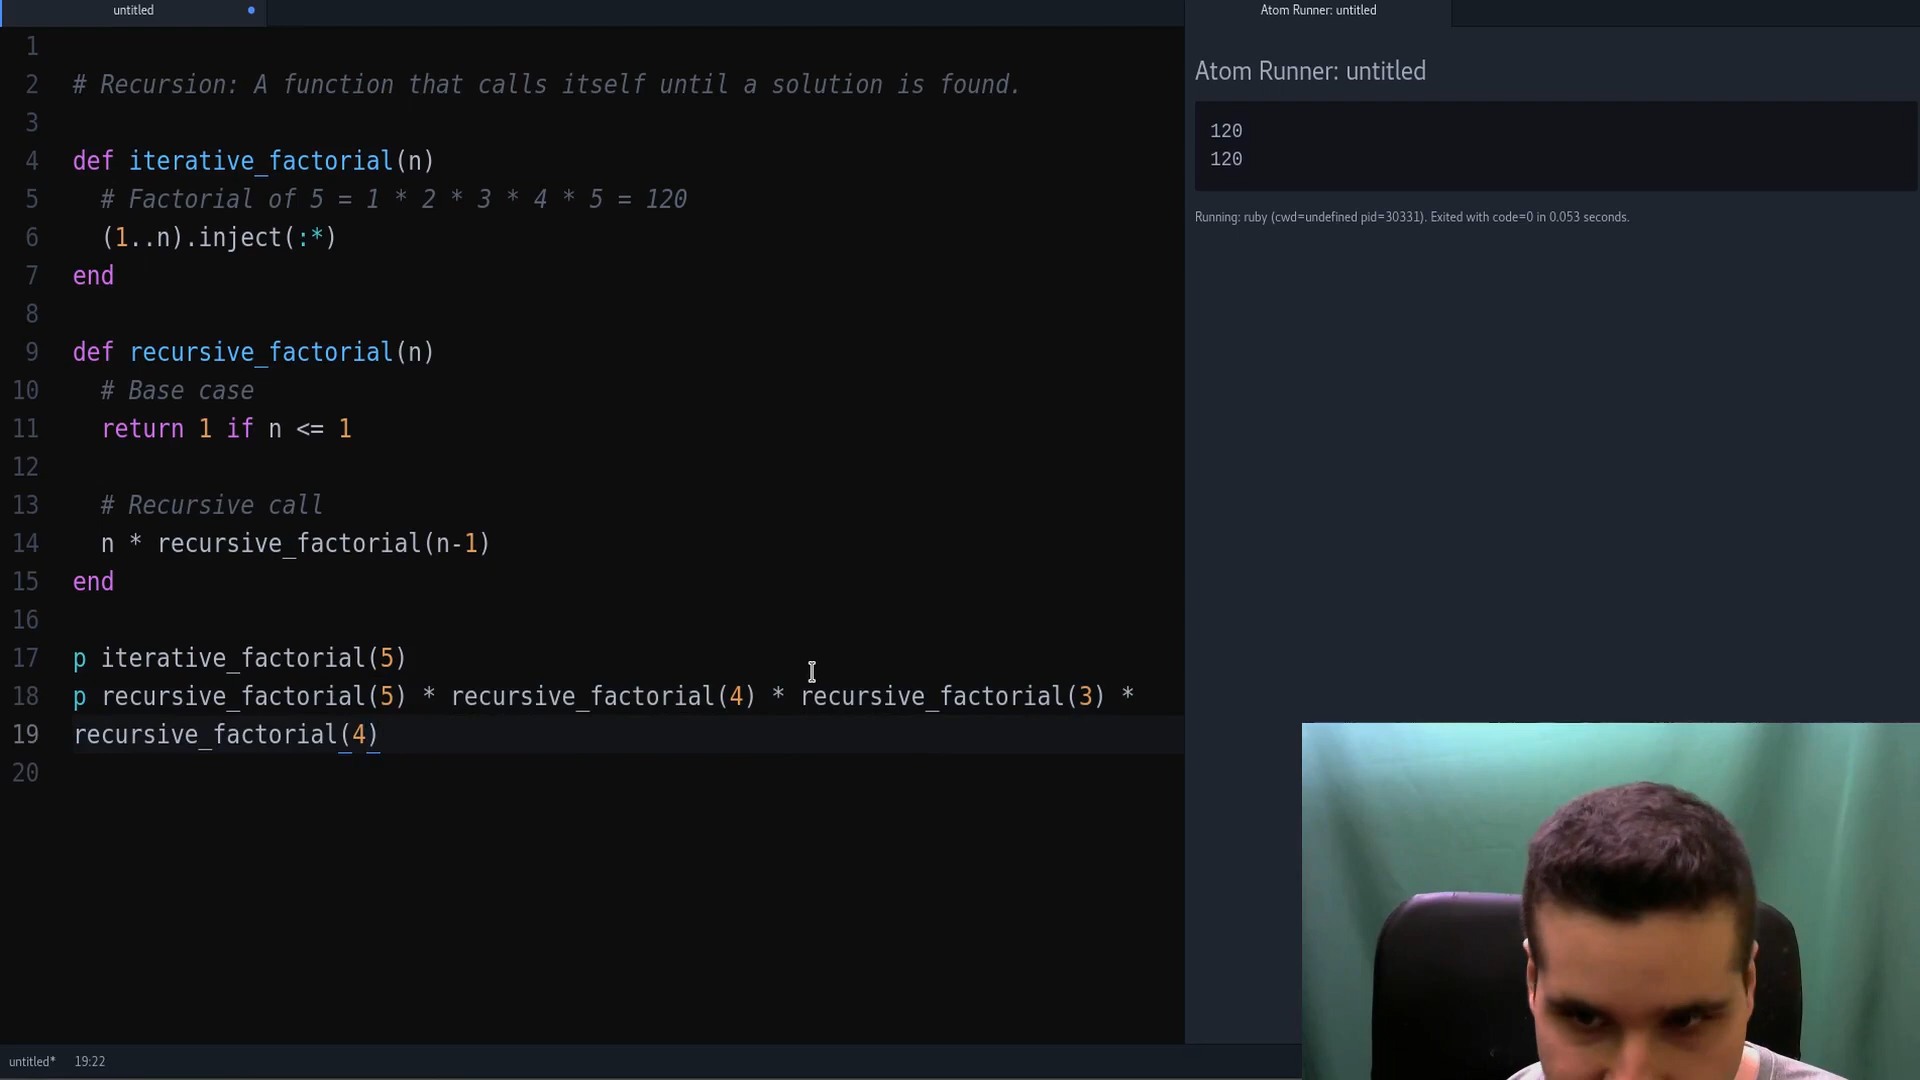 untitled
Atom Runner: untitled
1
2 # Recursion: A function that calls itself until a solution is found.
3
4 def iterative_factorial(n)
5 # Factorial of 5 = 1 * 2 * 3 * 4 * 5 = 120
6 (1..n).inject(:*)
7 end
8
9 def recursive_factorial(n)
10 # Base case
11 return 1 if n <= 1
12
13 # Recursive call
14 n * recursive_factorial(n-1)
15 end
16
17 p iterative_factorial(5)
18 p recursive_factorial(5) * recursive_factorial(4) * recursive_factorial(3) *
19 recursive_factorial(4)
20
Atom Runner: untitled
120
120
Running: ruby (cwd=undefined pid=30331). Exited with code=0 in 0.053 seconds.
untitled* 19:22